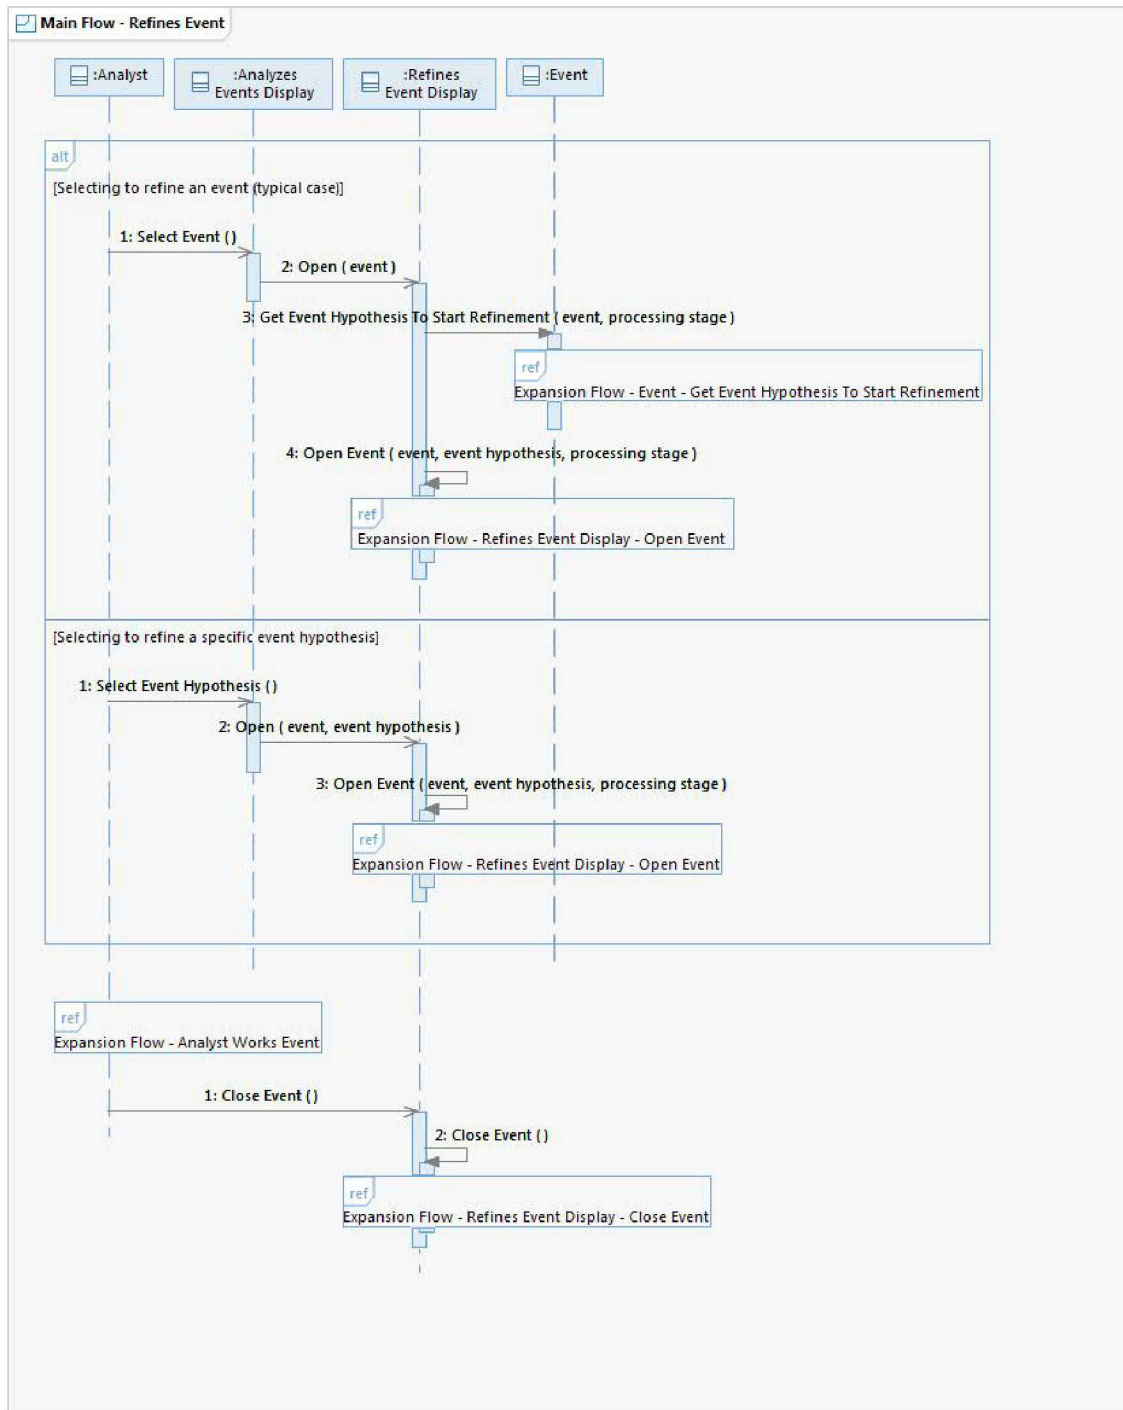 Main Flow - Refines Event
:Analyst
:Analyzes
Events Display
:Refines
Event Display
:Event
alt
[Selecting to refine an event (typical case)]
1: Select Event ( )
2: Open ( event )
3: Get Event Hypothesis To Start Refinement ( event, processing stage )
ref
Expansion Flow - Event - Get Event Hypothesis To Start Refinement
4: Open Event ( event, event hypothesis, processing stage )
ref
Expansion Flow - Refines Event Display - Open Event
[Selecting to refine a specific event hypothesis]
1: Select Event Hypothesis ( )
2: Open ( event, event hypothesis )
3: Open Event ( event, event hypothesis, processing stage )
ref
Expansion Flow - Refines Event Display - Open Event
ref
Expansion Flow - Analyst Works Event
1: Close Event ( )
2: Close Event ( )
ref
Expansion Flow - Refines Event Display - Close Event